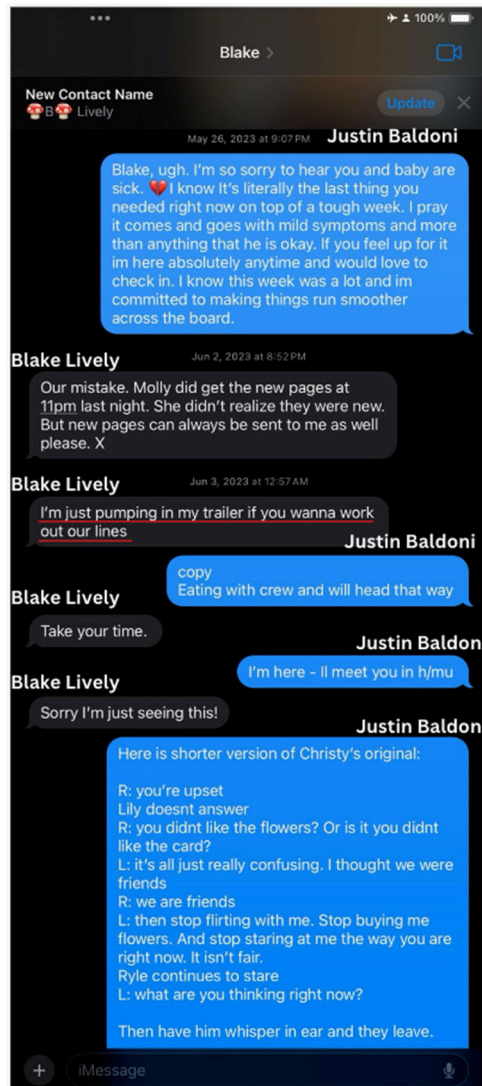 100%
Blake >
New Contact Name
🍄B🍄 Lively
Update
May 26, 2023 at 9:07 PM
Justin Baldoni
Blake, ugh. I'm so sorry to hear you and baby are
sick. 💔 I know It's literally the last thing you
needed right now on top of a tough week. I pray
it comes and goes with mild symptoms and more
than anything that he is okay. If you feel up for it
im here absolutely anytime and would love to
check in. I know this week was a lot and im
committed to making things run smoother
across the board.
Blake Lively
Jun 2, 2023 at 8:52 PM
Our mistake. Molly did get the new pages at
11pm last night. She didn't realize they were new.
But new pages can always be sent to me as well
please. X
Blake Lively
Jun 3, 2023 at 12:57 AM
I'm just pumping in my trailer if you wanna work
out our lines
Justin Baldoni
copy
Eating with crew and will head that way
Blake Lively
Take your time.
Justin Baldon
I'm here - Il meet you in h/mu
Blake Lively
Sorry I'm just seeing this!
Justin Baldon
Here is shorter version of Christy's original:
R: you're upset
Lily doesnt answer
R: you didnt like the flowers? Or is it you didnt
like the card?
L: it's all just really confusing. I thought we were
friends
R: we are friends
L: then stop flirting with me. Stop buying me
flowers. And stop staring at me the way you are
right now. It isn't fair.
Ryle continues to stare
L: what are you thinking right now?
Then have him whisper in ear and they leave.
iMessage